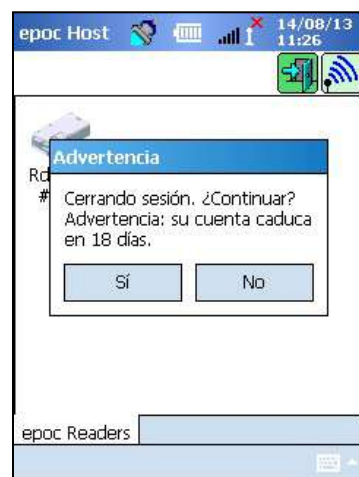 epoc Host 14/08/13
11:26
Advertencia
Rd
#
Cerrando sesión. ¿Continuar?
Advertencia: su cuenta caduca
en 18 días.
Sí No
epoc Readers